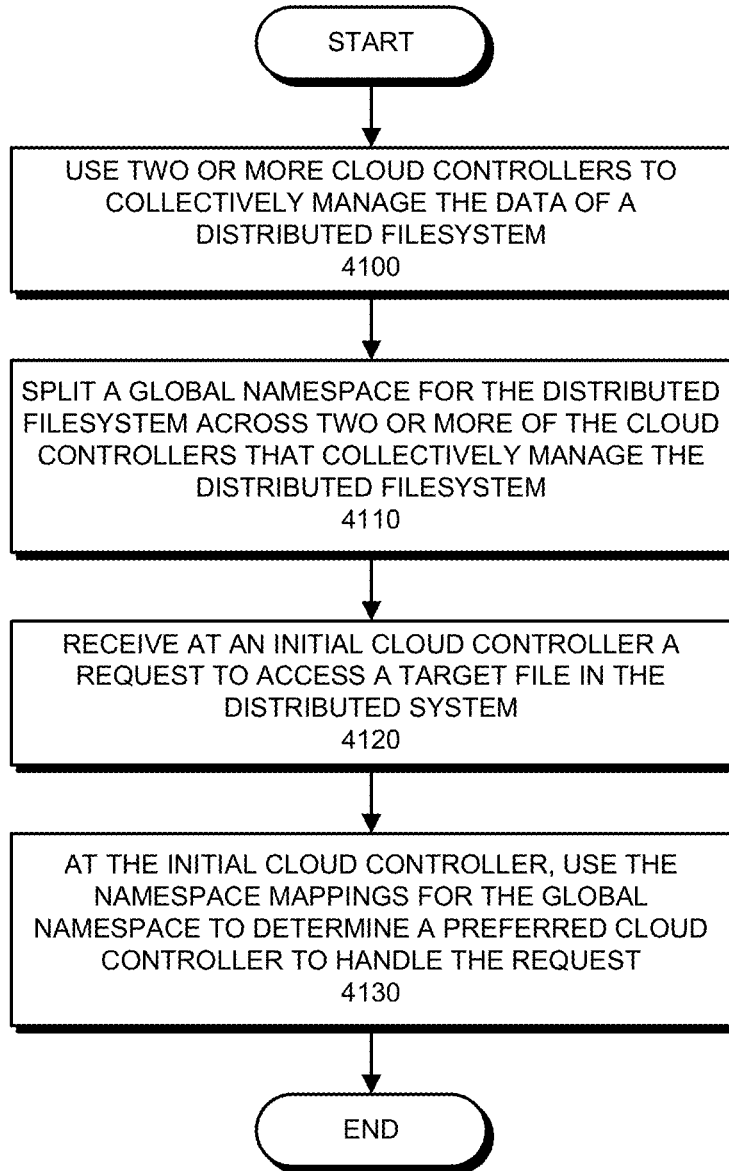 START
USE TWO OR MORE CLOUD CONTROLLERS TO
COLLECTIVELY MANAGE THE DATA OF A
DISTRIBUTED FILESYSTEM
4100
SPLIT A GLOBAL NAMESPACE FOR THE DISTRIBUTED
FILESYSTEM ACROSS TWO OR MORE OF THE CLOUD
CONTROLLERS THAT COLLECTIVELY MANAGE THE
DISTRIBUTED FILESYSTEM
4110
RECEIVE AT AN INITIAL CLOUD CONTROLLER A
REQUEST TO ACCESS A TARGET FILE IN THE
DISTRIBUTED SYSTEM
4120
AT THE INITIAL CLOUD CONTROLLER, USE THE
NAMESPACE MAPPINGS FOR THE GLOBAL
NAMESPACE TO DETERMINE A PREFERRED CLOUD
CONTROLLER TO HANDLE THE REQUEST
4130
END